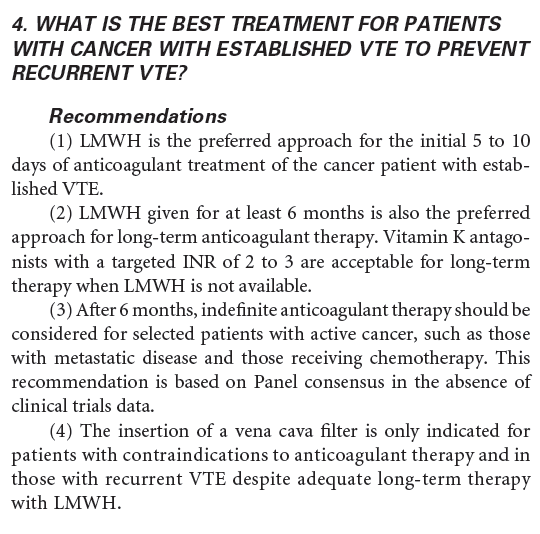 4. WHAT IS THE BEST TREATMENT FOR PATIENTS
WITH CANCER WITH ESTABLISHED VTE TO PREVENT
RECURRENT VTE?
Recommendations
(1) LMWH is the preferred approach for the initial 5 to 10
days of anticoagulant treatment of the cancer patient with estab-
lished VTE.
(2) LMWH given for at least 6 months is also the preferred
approach for long-term anticoagulant therapy. Vitamin K antago-
nists with a targeted INR of 2 to 3 are acceptable for long-term
therapy when LMWH is not available.
(3) After 6 months, indefinite anticoagulant therapy should be
considered for selected patients with active cancer, such as those
with metastatic disease and those receiving chemotherapy. This
recommendation is based on Panel consensus in the absence of
clinical trials data.
(4) The insertion of a vena cava filter is only indicated for
patients with contraindications to anticoagulant therapy and in
those with recurrent VTE despite adequate long-term therapy
with LMWH.